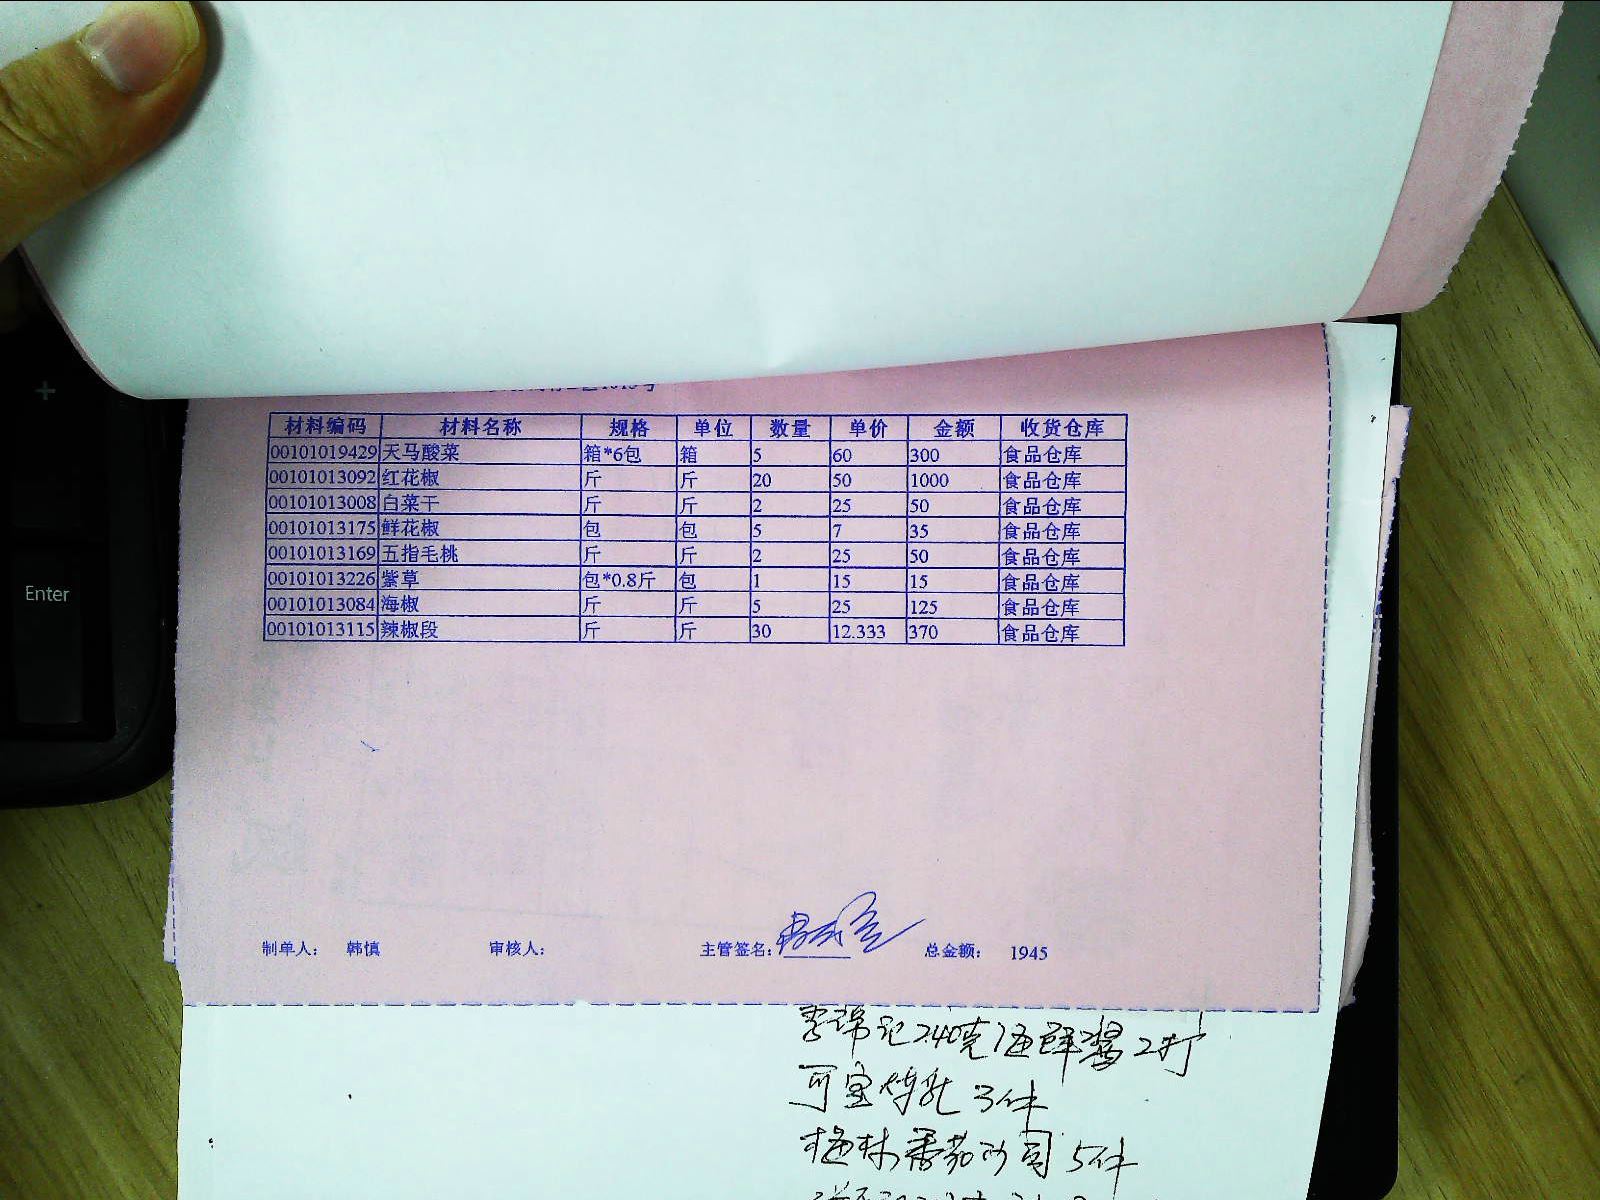 +
Enter
材料编码 材料名称 规格 单位 数量 单价 金额 收货仓库
00101019429 天马酸菜 箱*6包 箱 5 60 300 食品仓库
00101013092 红花椒 斤 斤 20 50 1000 食品仓库
00101013008 白菜干 斤 斤 2 25 50 食品仓库
00101013175 鲜花椒 包 包 5 7 35 食品仓库
00101013169 五指毛桃 斤 斤 2 25 50 食品仓库
00101013226 紫草 包*0.8斤 包 1 15 15 食品仓库
00101013084 海椒 斤 斤 5 25 125 食品仓库
00101013115 辣椒段 斤 斤 30 12.333 370 食品仓库
制单人： 韩慎 审核人： 主管签名： 总金额： 1945
李锦记240克海鲜酱2打
可宝炼乳 3件
梅林番茄沙司 5件